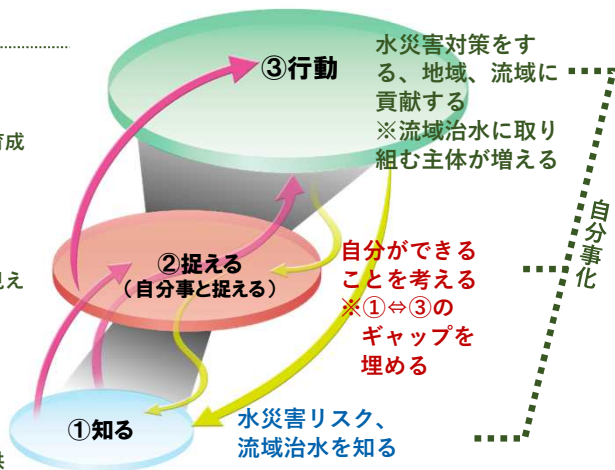 ③行動
水災害対策をす
る、地域、流域に
貢献する
※流域治水に取り
組む主体が増える
育成
自分事化
②捉える
（自分事と捉える）
自分ができる
ことを考える
※①⇔③の
ギャップを
埋める
①知る
水災害リスク、
流域治水を知る